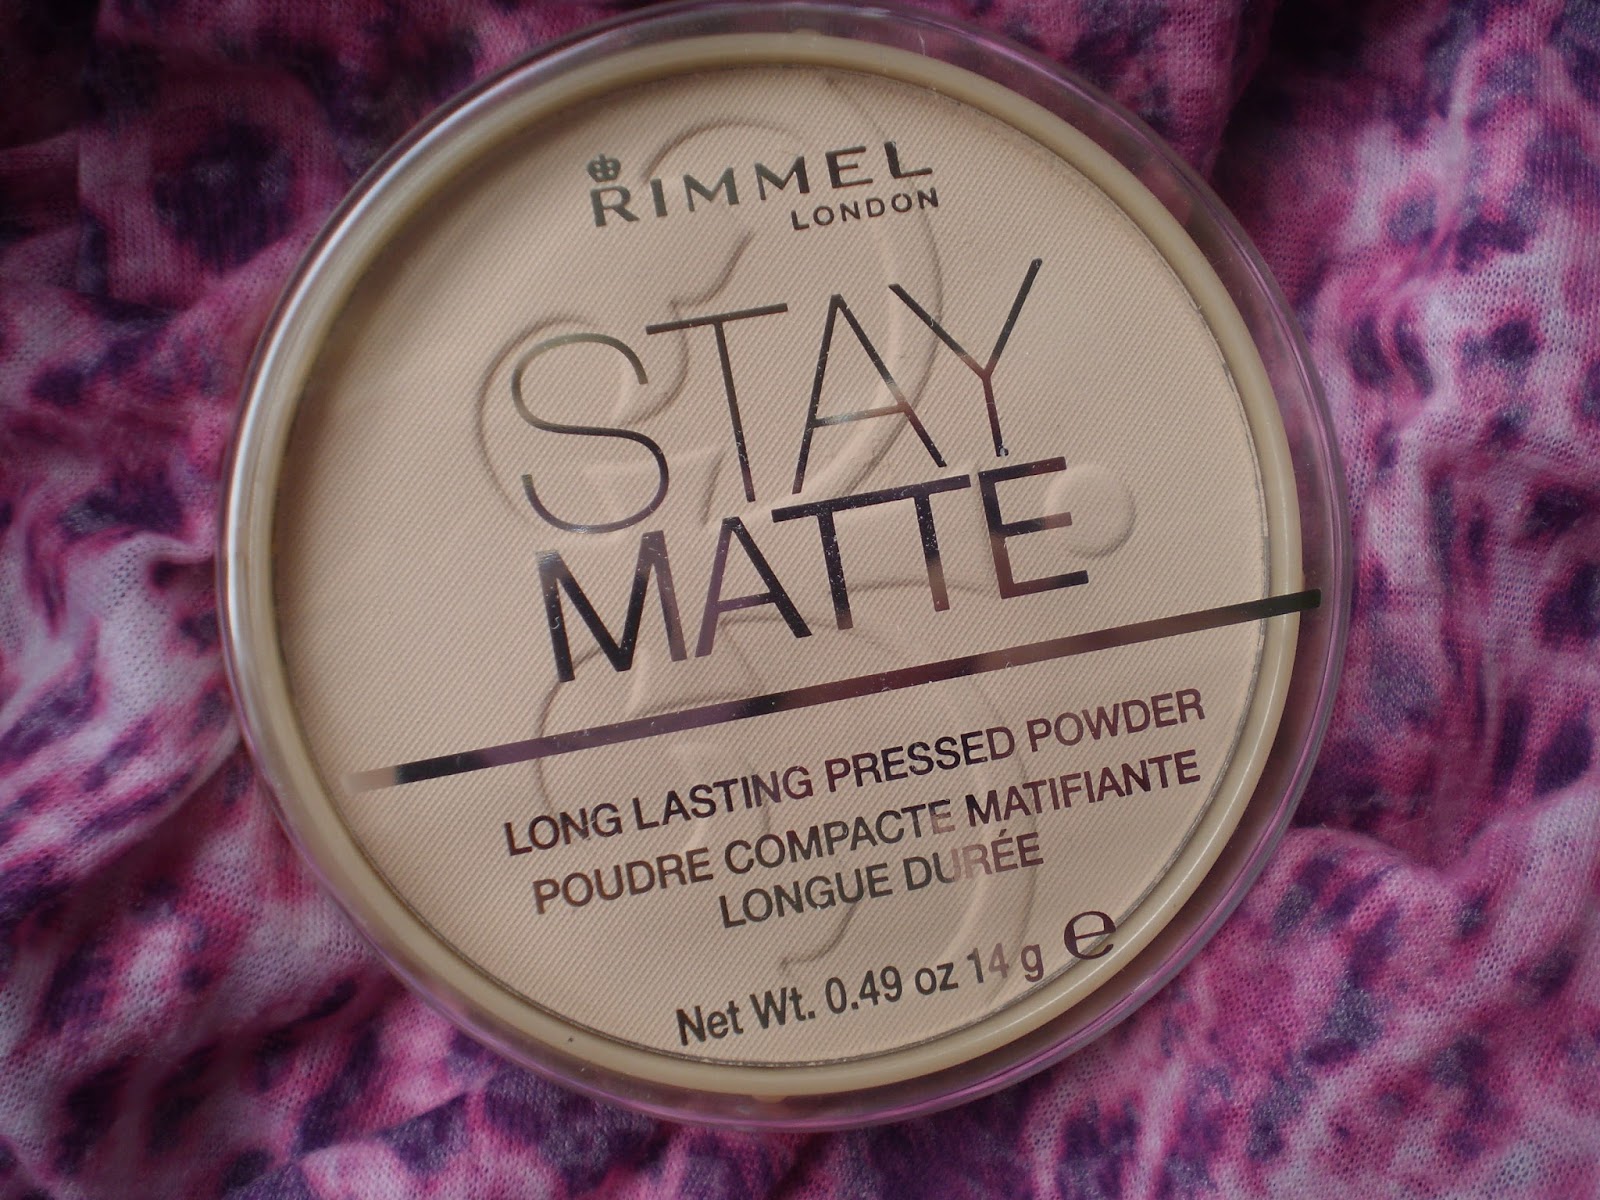 RIMMEL
LONDON
STAY
MATTE
LONG LASTING PRESSED POWDER
POUDRE COMPACTE MATIFIANTE
LONGUE DURÉE
Net Wt. 0.49 oz 14 g ℮